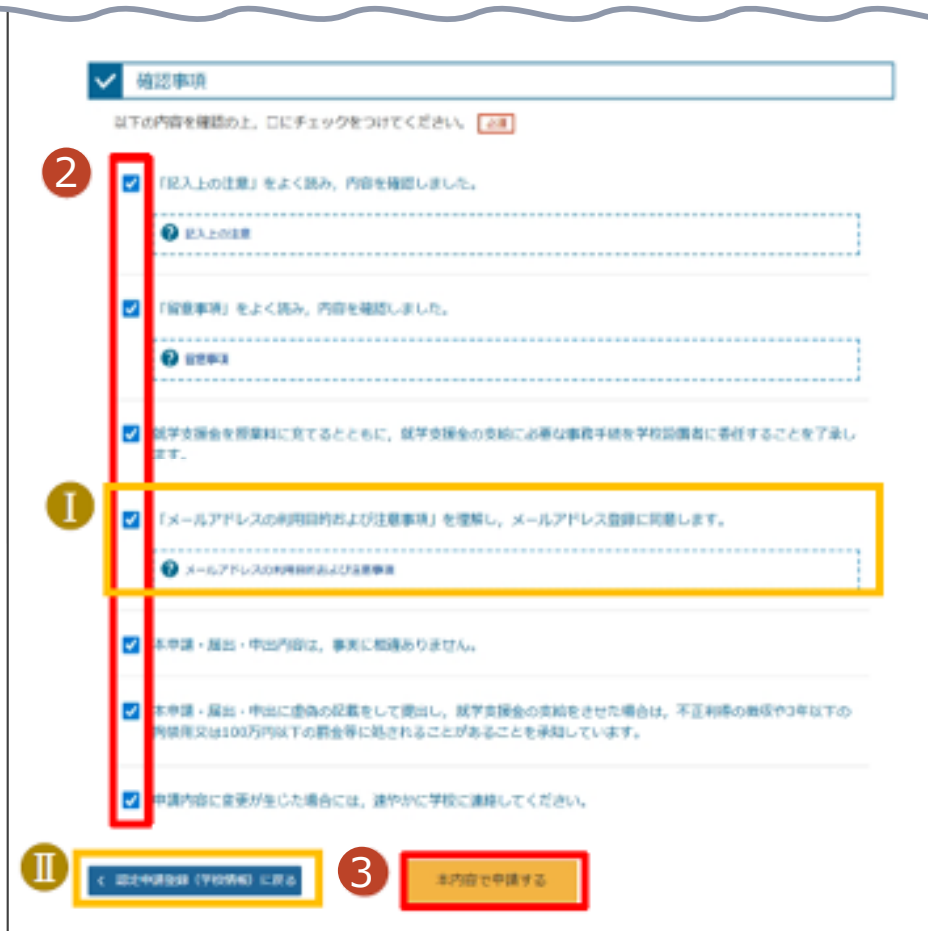 確認事項
以下の内容を確認の上，口にチェックをつけてください。 必須
2
「記入上の注意」をよく読み，内容を確認しました。
? 記入上の注意
「留意事項」をよく読み，内容を確認しました。
? 留意事項
就学支援金を授業料に充てるとともに，就学支援金の支給に必要な事務手続を学校設置者に委任することを了承し
ます。
Ⅰ
「メールアドレスの利用目的および注意事項」を理解し，メールアドレス登録に同意します。
? メールアドレスの利用目的および注意事項
本申請・届出・申出内容は，事実に相違ありません。
本申請・届出・申出に虚偽の記載をして提出し，就学支援金の支給をさせた場合は，不正利得の徴収や3年以下の
拘禁刑又は100万円以下の罰金等に処されることがあることを承知しています。
申請内容に変更が生じた場合には，速やかに学校に連絡してください。
Ⅱ
< 認定申請登録（学校情報）に戻る
3
本内容で申請する